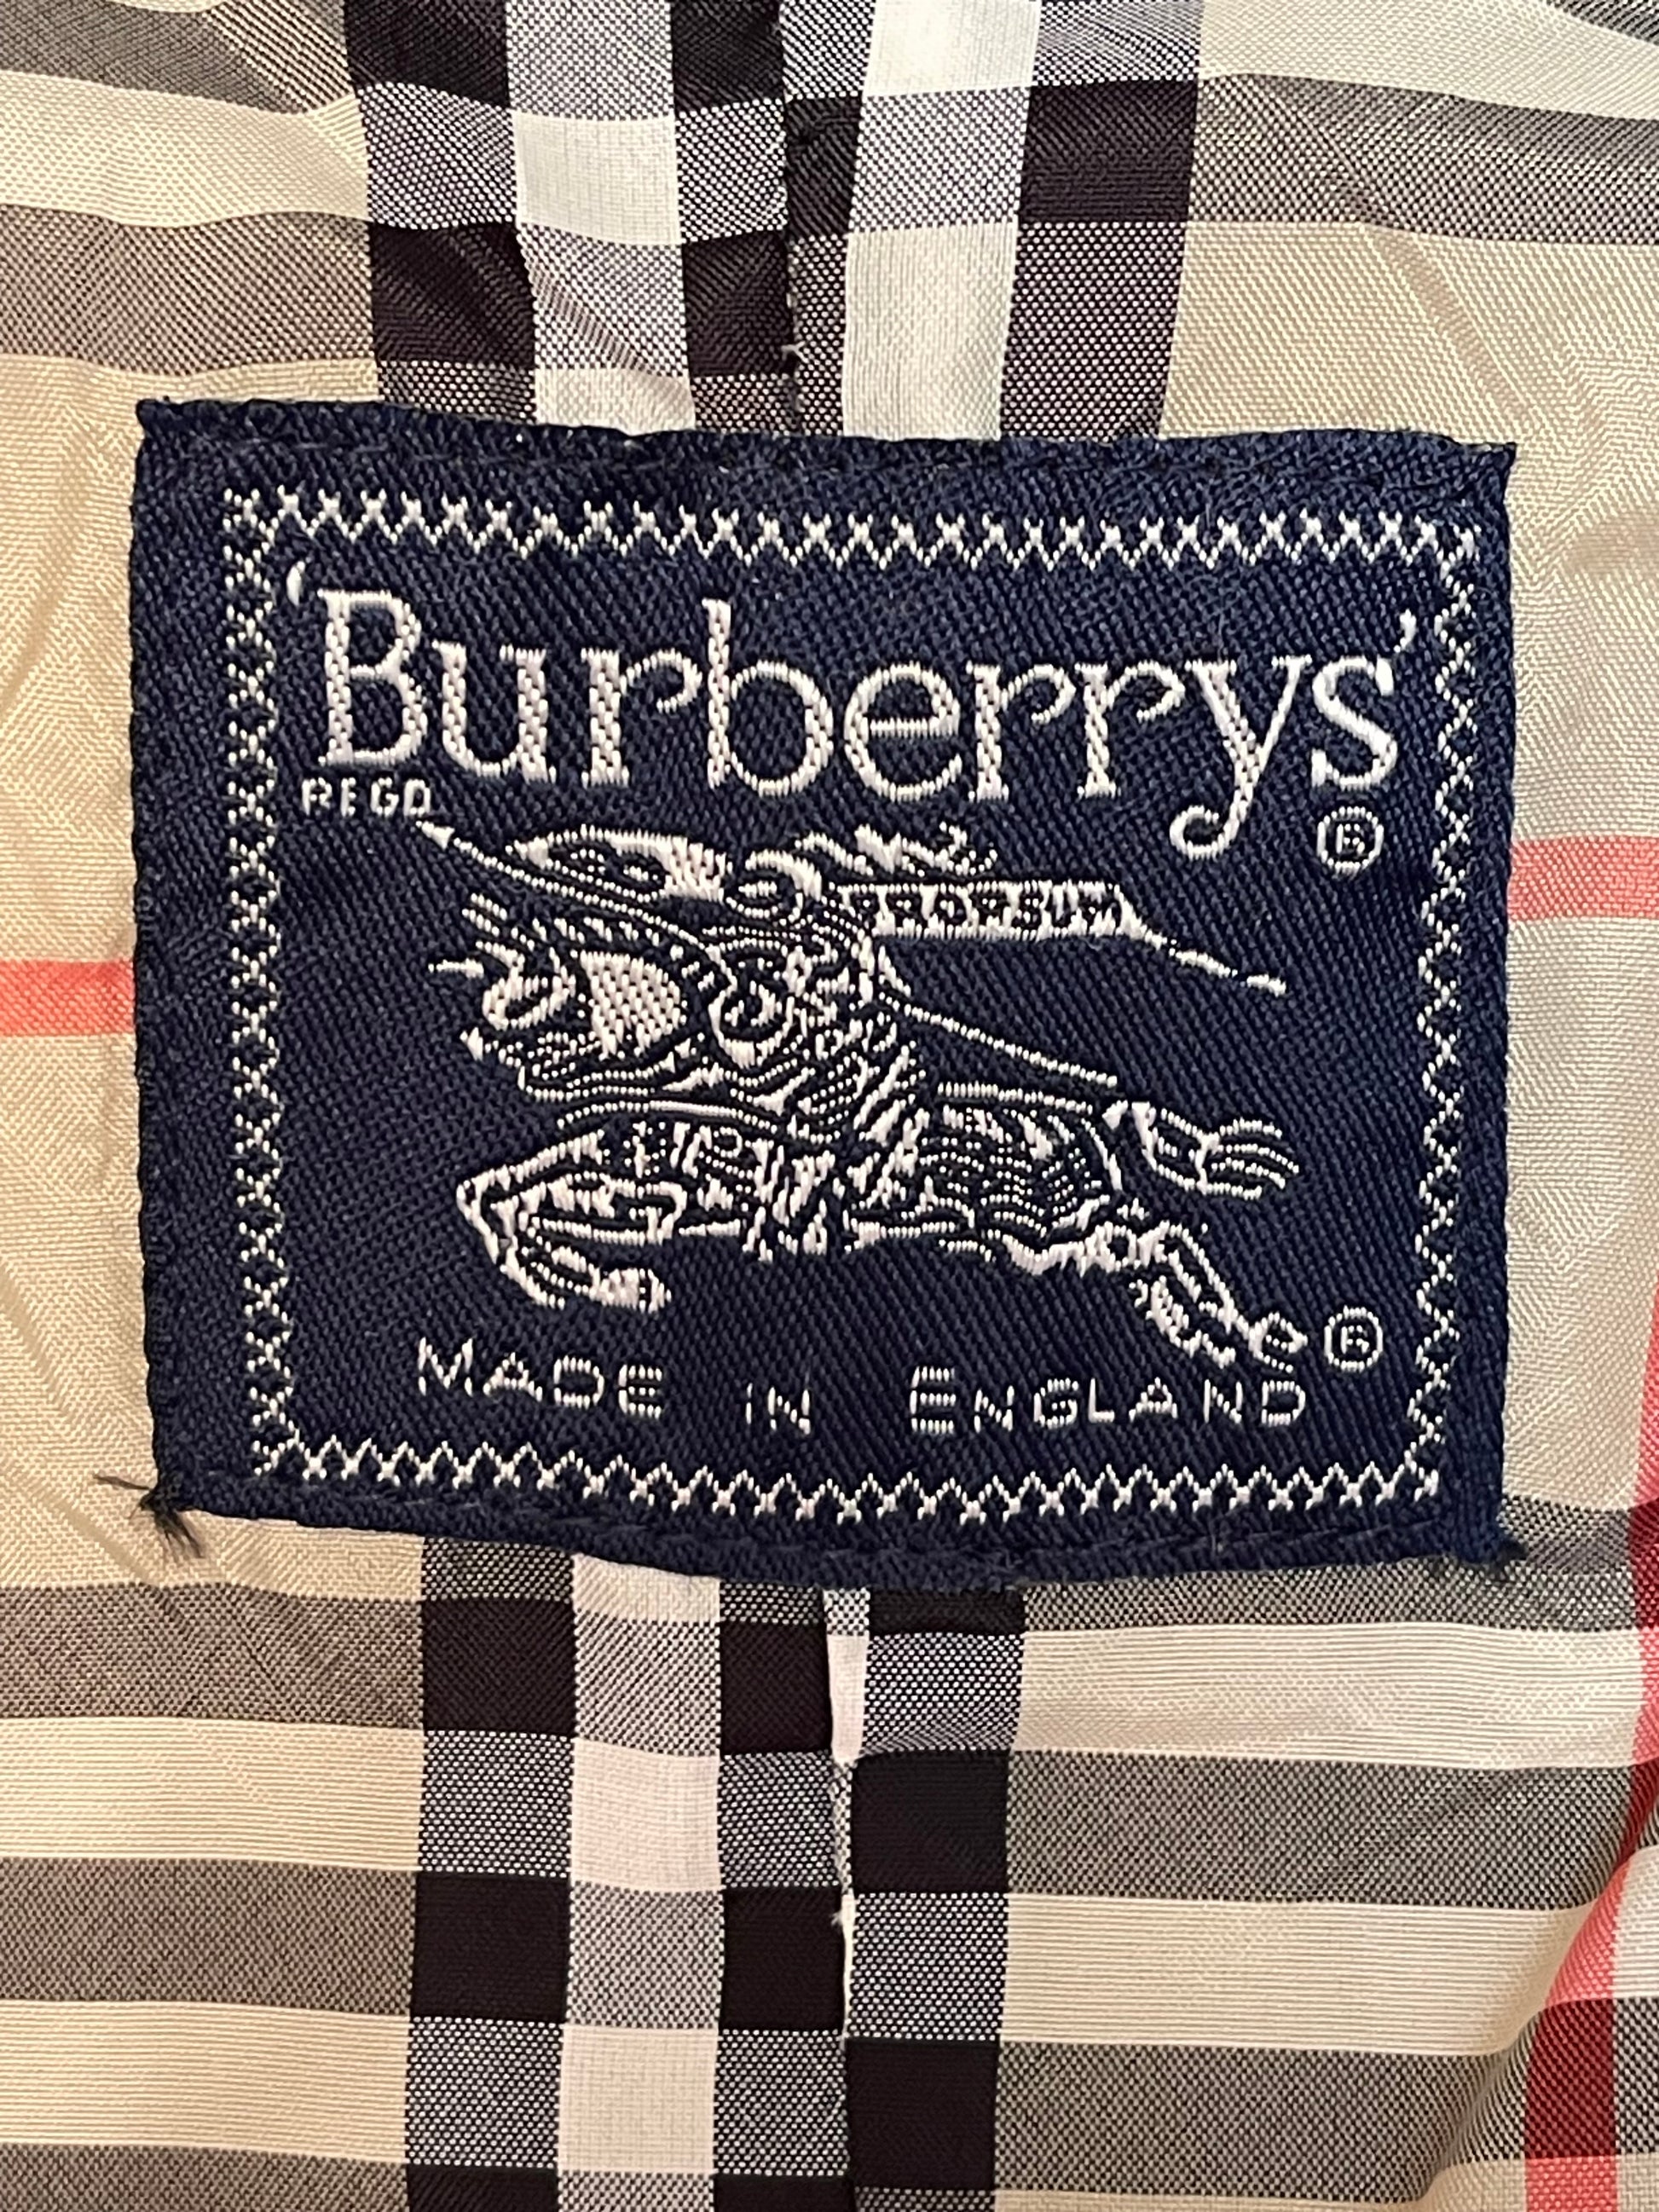 'Burberrys'
REGD ®
PRORSUM
®
MADE IN ENGLAND